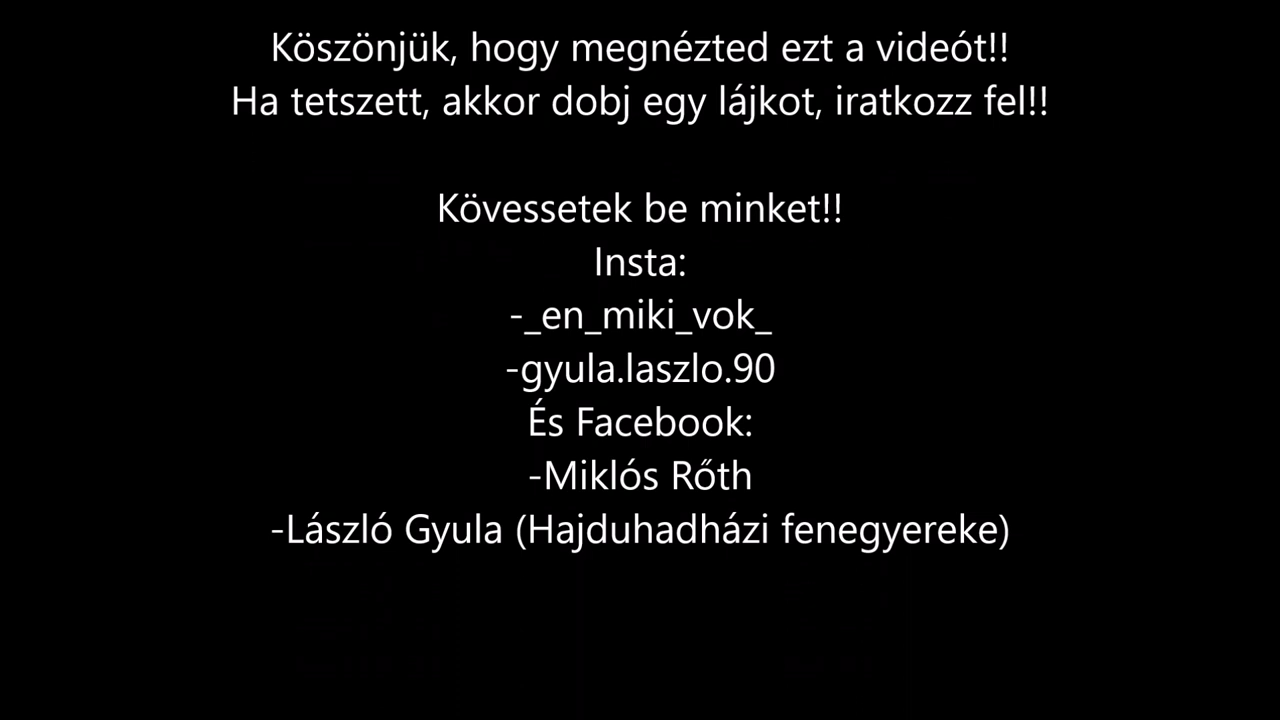 Köszönjük, hogy megnézted ezt a videót!!
Ha tetszett, akkor dobj egy lájkot, iratkozz fel!!
Kövessetek be minket!!
Insta:
-_en_miki_vok_
-gyula.laszlo.90
És Facebook:
-Miklós Rőth
-László Gyula (Hajduhadházi fenegyereke)